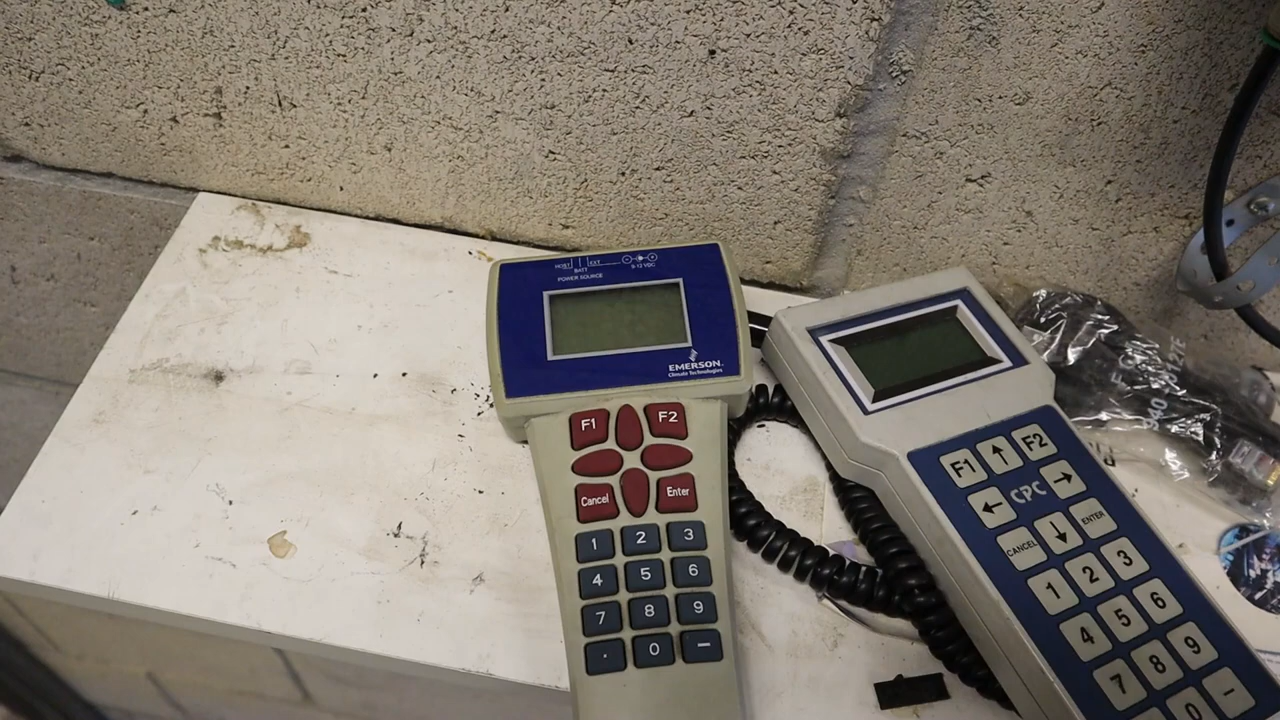 HOST BATT EXT
9-12 VDC
POWER SOURCE
EMERSON
Climate Technologies
F1 F2
Cancel Enter
1 2 3
4 5 6
7 8 9
. 0 –
F1 ↑ F2
← CPC →
CANCEL ↓ ENTER
1 2 3
4 5 6
7 8 9
0 –